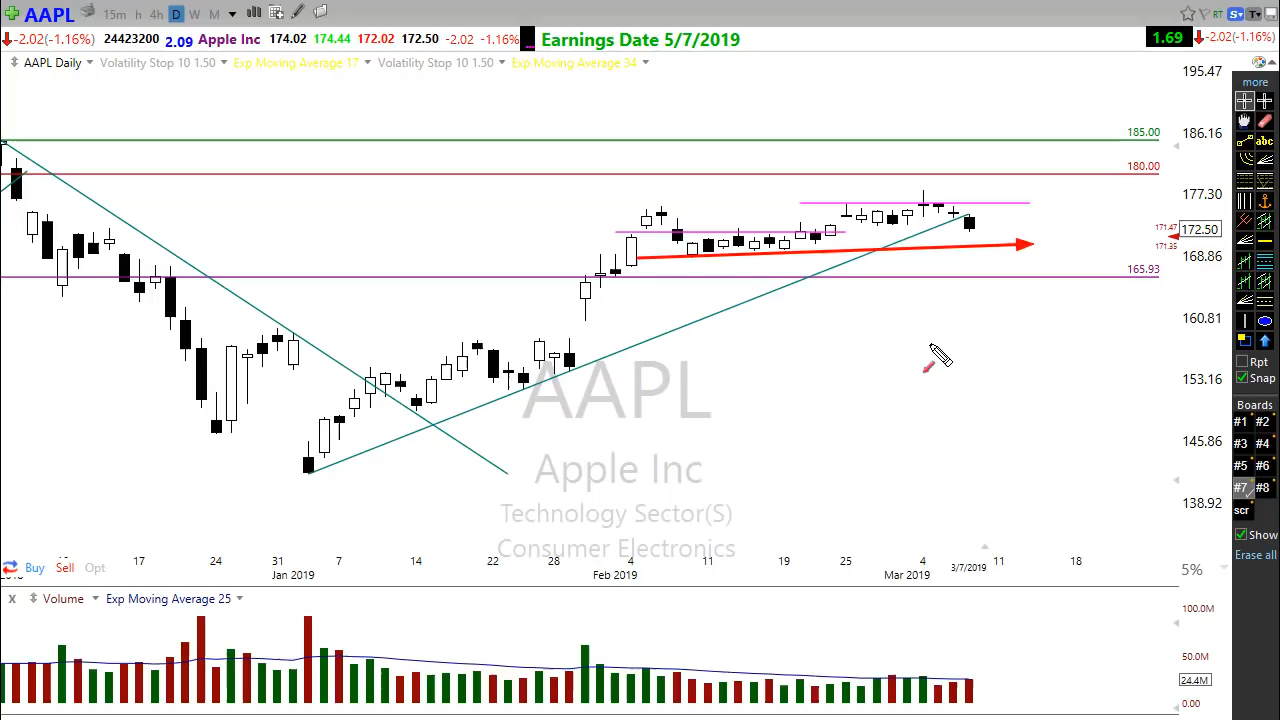 AAPL 15m h 4h D W M RT S T
-2.02(-1.16%) 24423200 2.09 Apple Inc 174.02 174.44 172.02 172.50 -2.02 -1.16% Earnings Date 5/7/2019 1.69 -2.02(-1.16%)
AAPL Daily Volatility Stop 10 1.50 Exp Moving Average 17 Volatility Stop 10 1.50 Exp Moving Average 34
195.47
more
abc
185.00
186.16
180.00
177.30
171.47
172.50
171.35
168.86
165.93
160.81
Rpt
Snap
153.16
AAPL
Boards
#1 #2
#3 #4
145.86
Apple Inc
#5 #6
#7 #8
138.92
scr
Technology Sector(S)
Show
Consumer Electronics
Erase all
17 24 31 7 14 22 28 4 11 19 25 4 11 18
Buy Sell Opt
Jan 2019 Feb 2019 Mar 2019 3/7/2019
5%
X Volume Exp Moving Average 25
100.0M
50.0M
24.4M
0.00